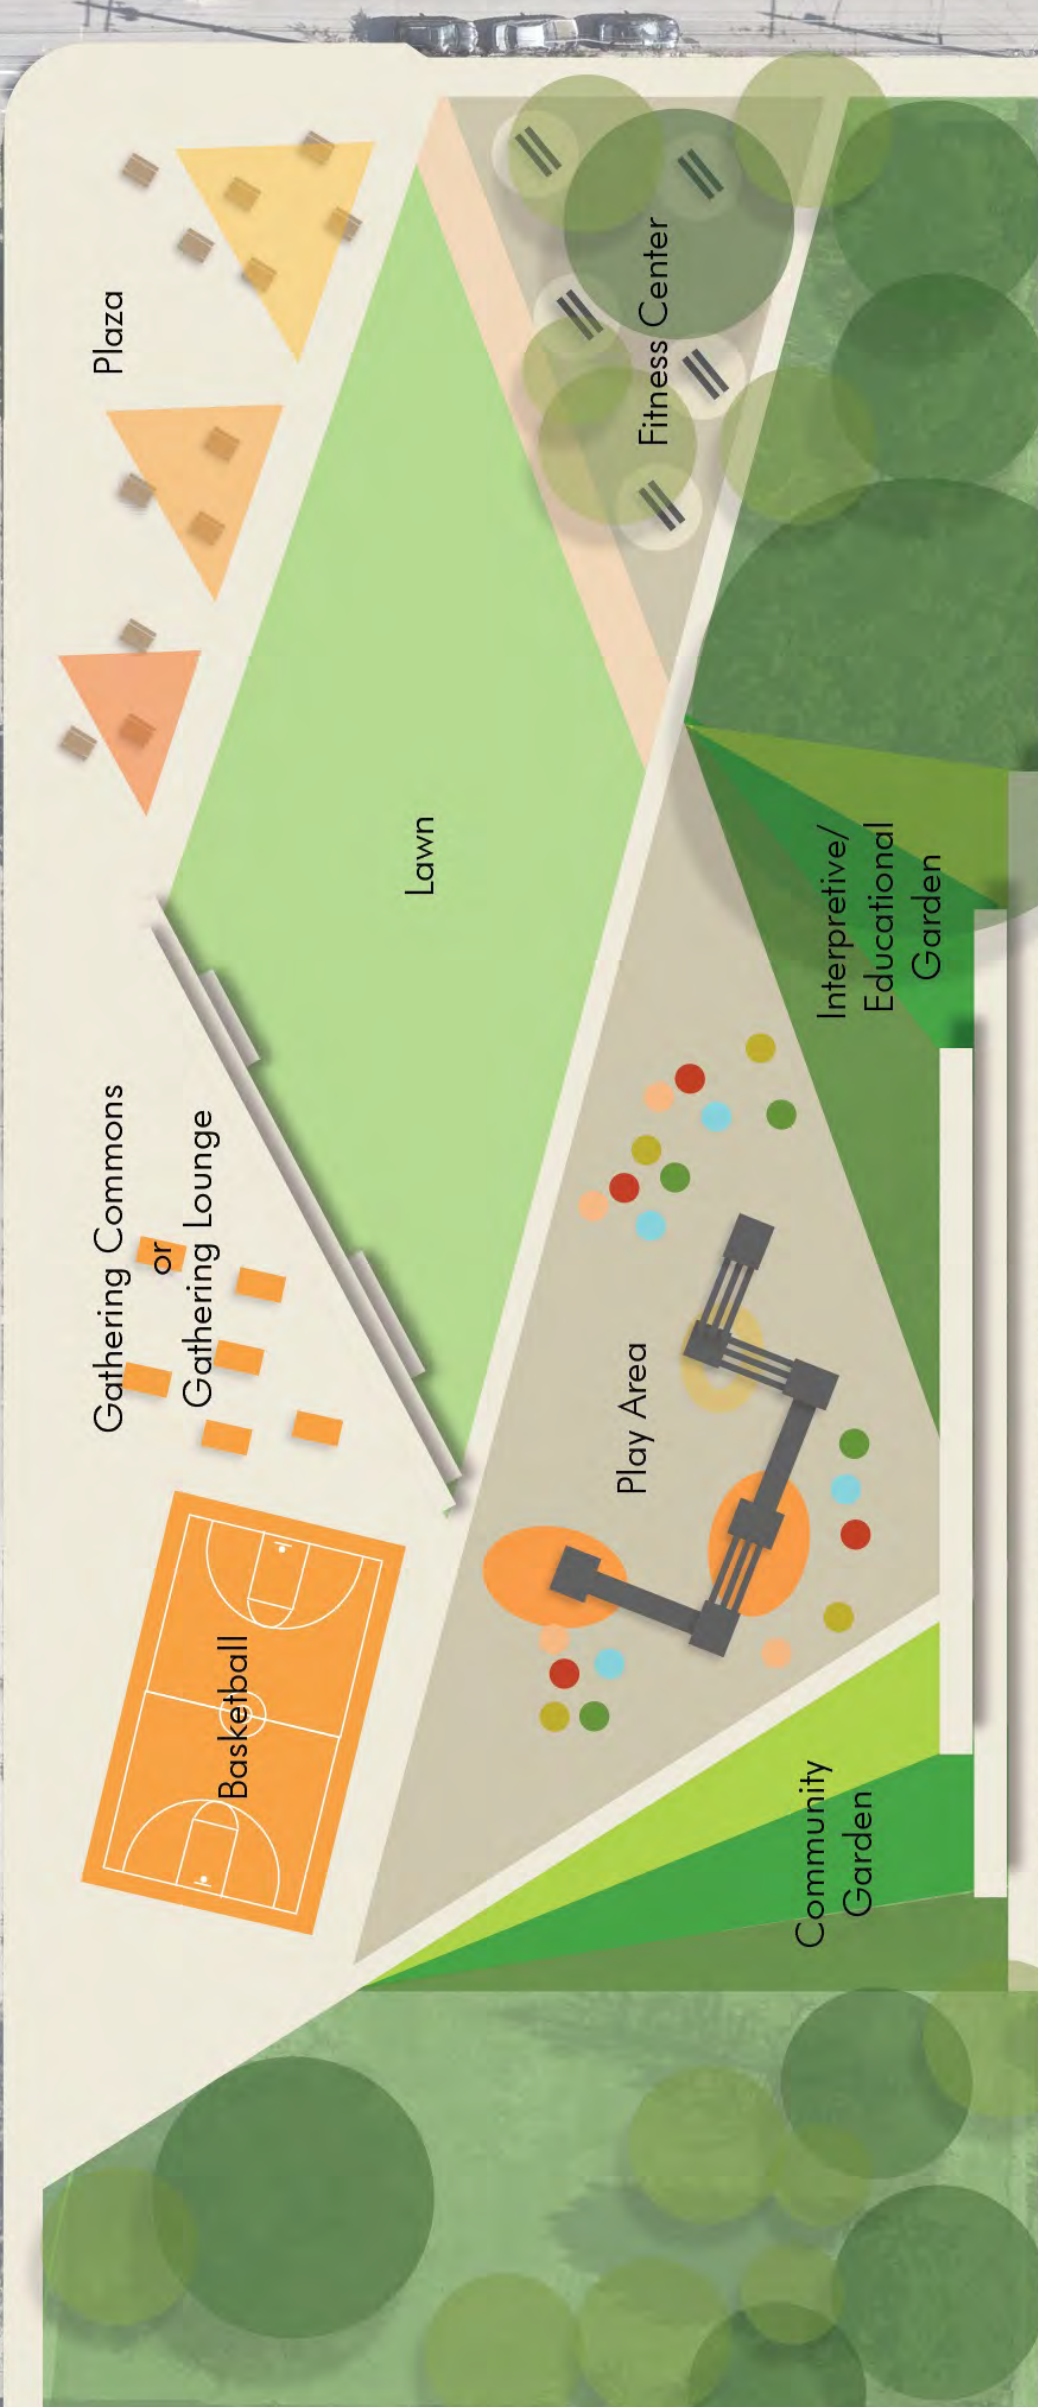 Plaza
Fitness Center
Lawn
Interpretive/
Educational
Garden
Gathering Commons
or
Gathering Lounge
Play Area
Basketball
Community
Garden